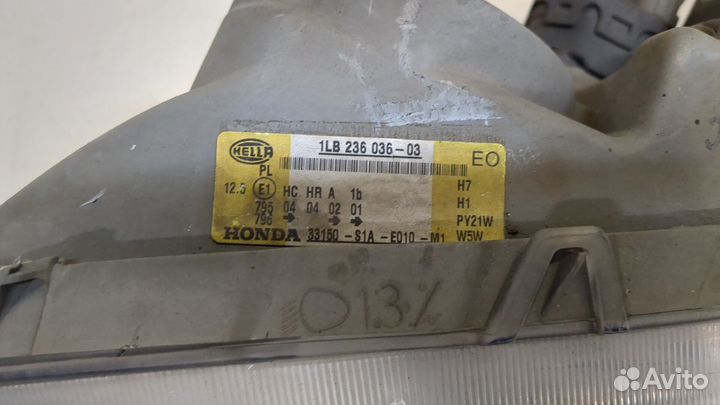 HELLA
1LB 236 036-03
EO
PL
12.5 E1 HC HR A 1b
H7
795 04 04 02 01
H1
796 → → →
PY21W
HONDA 33150-S1A-E010-M1
W5W
013%
Avito